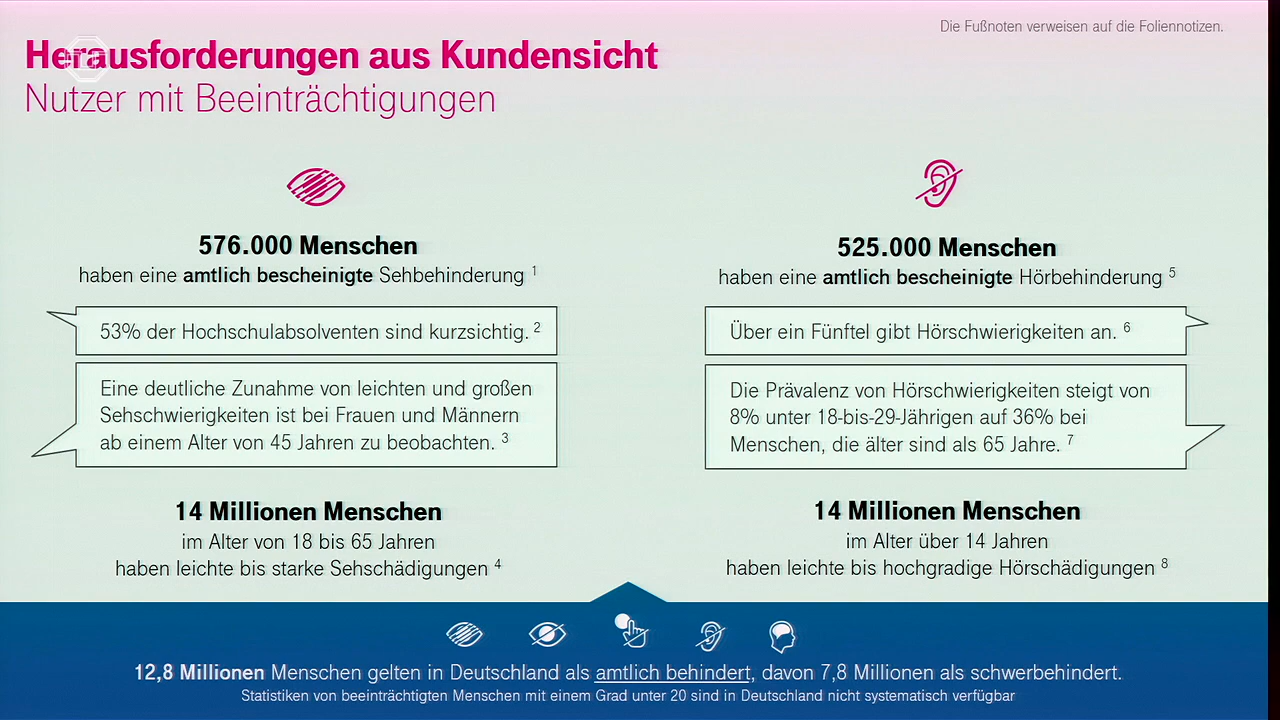 Die Fußnoten verweisen auf die Foliennotizen.
Herausforderungen aus Kundensicht
Nutzer mit Beeinträchtigungen
576.000 Menschen
haben eine amtlich bescheinigte Sehbehinderung 1
53% der Hochschulabsolventen sind kurzsichtig. 2
Eine deutliche Zunahme von leichten und großen
Sehschwierigkeiten ist bei Frauen und Männern
ab einem Alter von 45 Jahren zu beobachten. 3
14 Millionen Menschen
im Alter von 18 bis 65 Jahren
haben leichte bis starke Sehschädigungen 4
525.000 Menschen
haben eine amtlich bescheinigte Hörbehinderung 5
Über ein Fünftel gibt Hörschwierigkeiten an. 6
Die Prävalenz von Hörschwierigkeiten steigt von
8% unter 18-bis-29-Jährigen auf 36% bei
Menschen, die älter sind als 65 Jahre. 7
14 Millionen Menschen
im Alter über 14 Jahren
haben leichte bis hochgradige Hörschädigungen 8
12,8 Millionen Menschen gelten in Deutschland als amtlich behindert, davon 7,8 Millionen als schwerbehindert.
Statistiken von beeinträchtigten Menschen mit einem Grad unter 20 sind in Deutschland nicht systematisch verfügbar